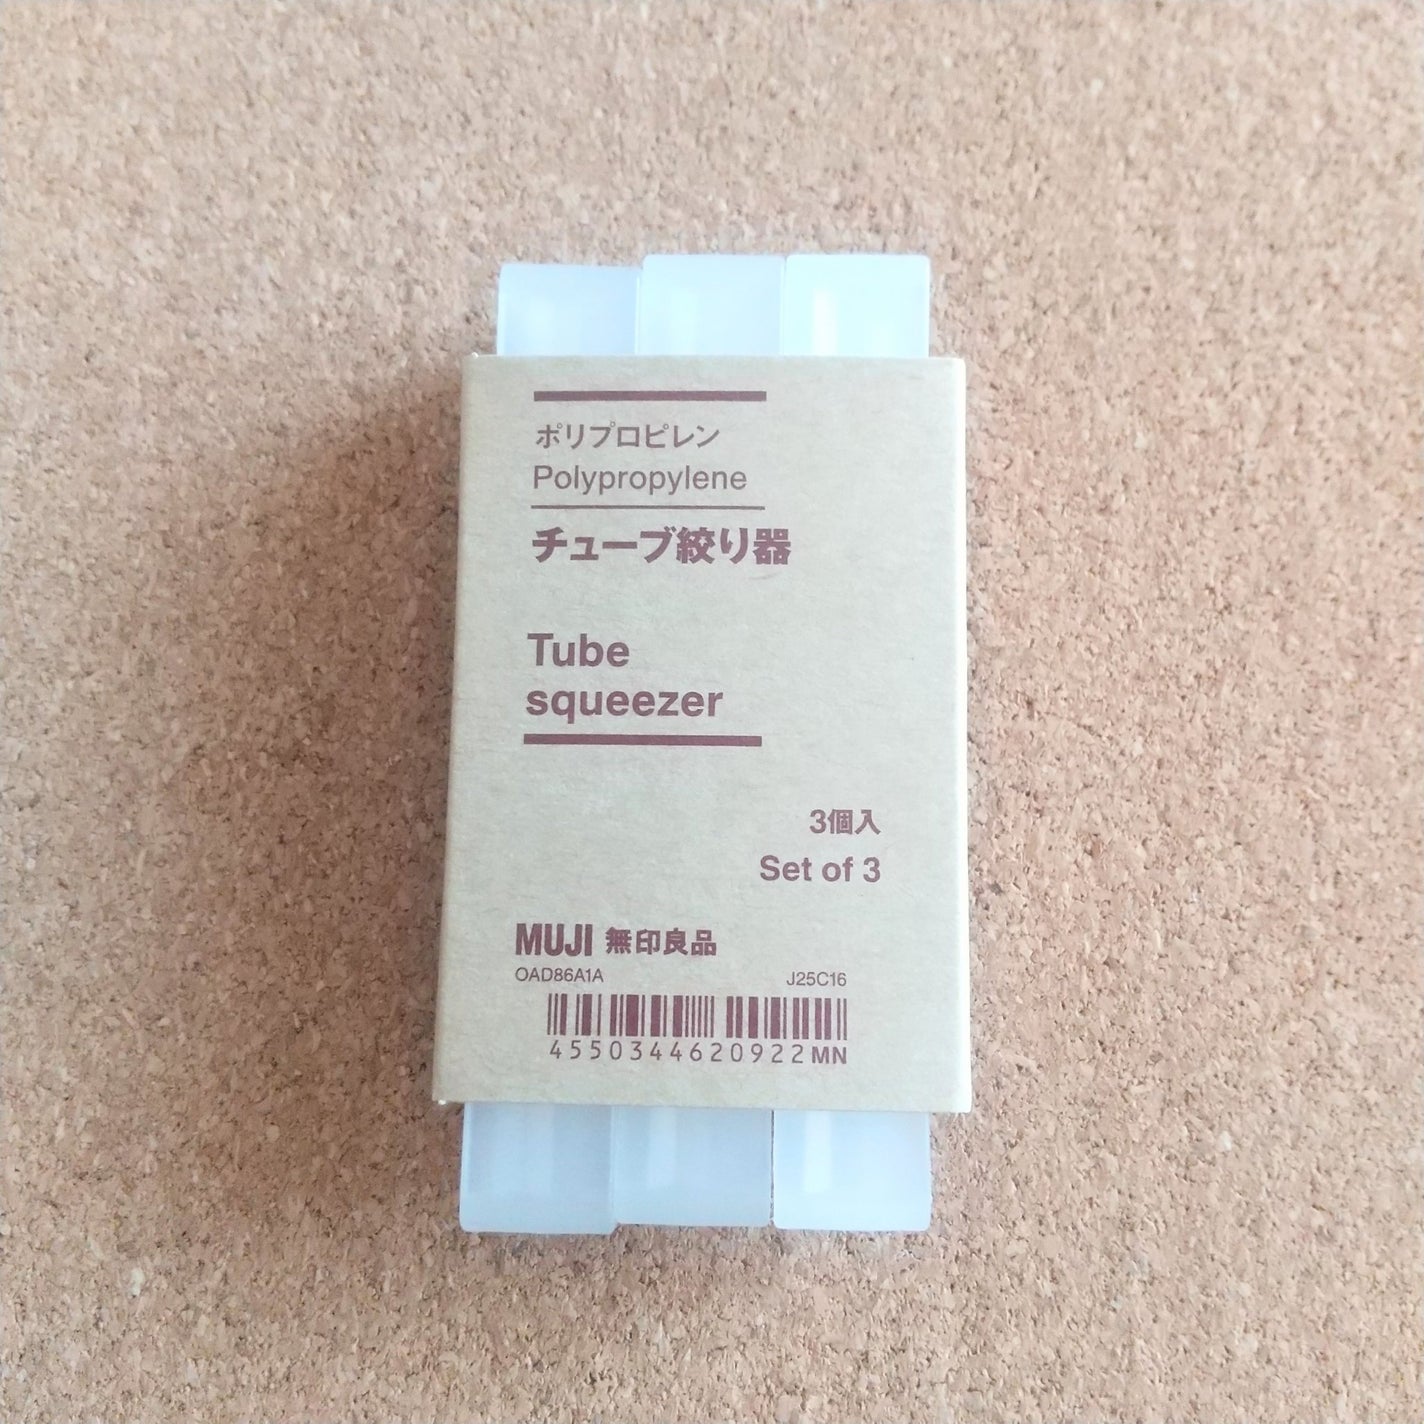 ポリプロピレン
Polypropylene
チューブ絞り器
Tube
squeezer
3個入
Set of 3
MUJI 無印良品
OAD86A1A J25C16
4550344620922MN